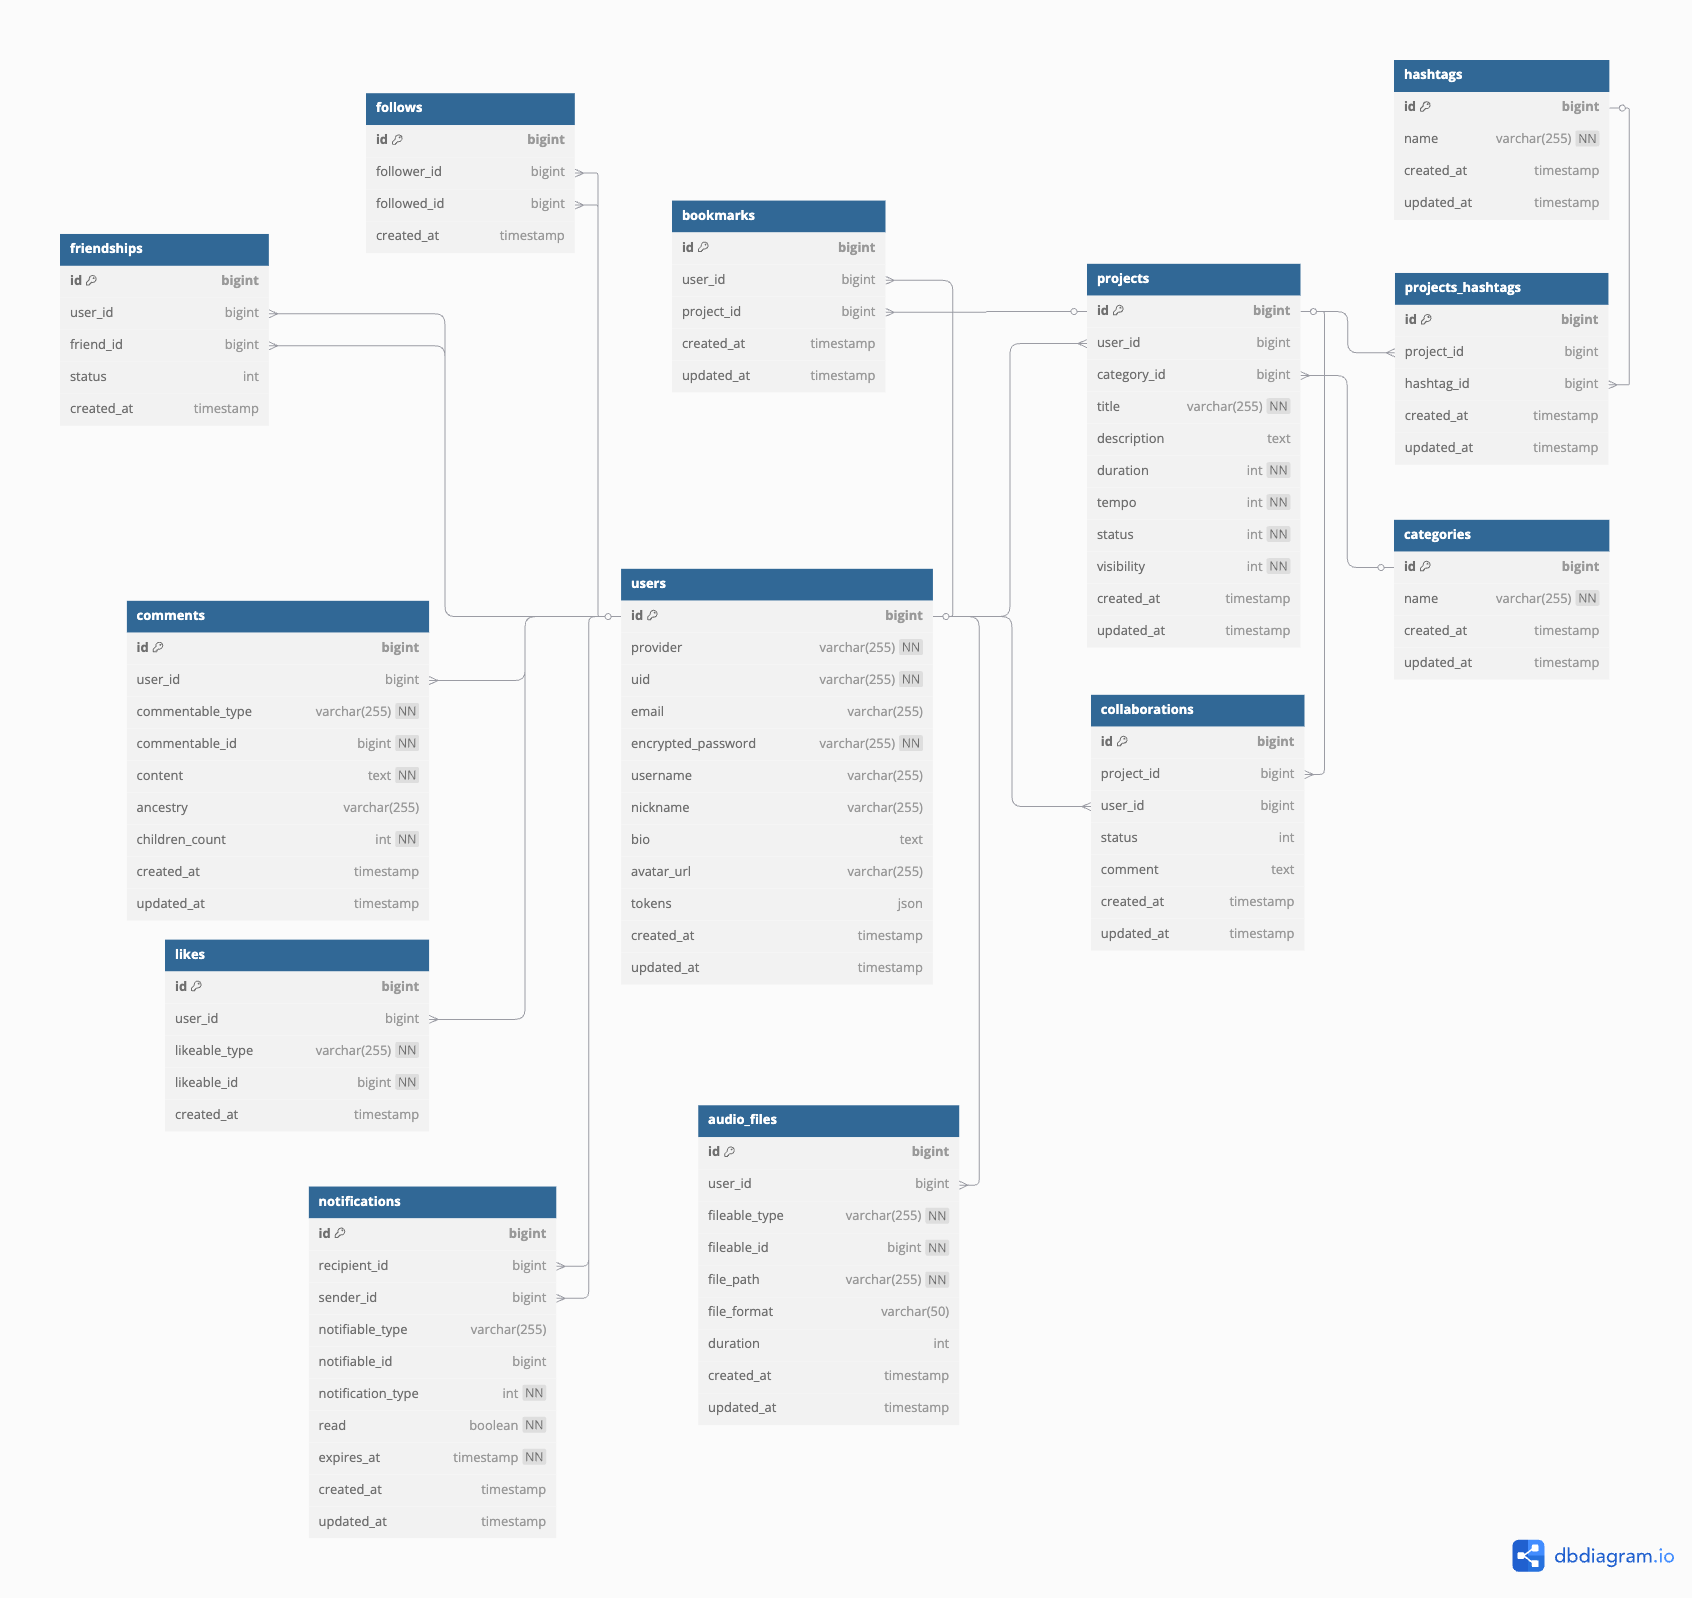 follows
id bigint
follower_id bigint
followed_id bigint
created_at timestamp
friendships
id bigint
user_id bigint
friend_id bigint
status int
created_at timestamp
bookmarks
id bigint
user_id bigint
project_id bigint
created_at timestamp
updated_at timestamp
projects
id bigint
user_id bigint
category_id bigint
title varchar(255) NN
description text
duration int NN
tempo int NN
status int NN
visibility int NN
created_at timestamp
updated_at timestamp
hashtags
id bigint
name varchar(255) NN
created_at timestamp
updated_at timestamp
projects_hashtags
id bigint
project_id bigint
hashtag_id bigint
created_at timestamp
updated_at timestamp
categories
id bigint
name varchar(255) NN
created_at timestamp
updated_at timestamp
users
id bigint
provider varchar(255) NN
uid varchar(255) NN
email varchar(255)
encrypted_password varchar(255) NN
username varchar(255)
nickname varchar(255)
bio text
avatar_url varchar(255)
tokens json
created_at timestamp
updated_at timestamp
comments
id bigint
user_id bigint
commentable_type varchar(255) NN
commentable_id bigint NN
content text NN
ancestry varchar(255)
children_count int NN
created_at timestamp
updated_at timestamp
collaborations
id bigint
project_id bigint
user_id bigint
status int
comment text
created_at timestamp
updated_at timestamp
likes
id bigint
user_id bigint
likeable_type varchar(255) NN
likeable_id bigint NN
created_at timestamp
audio_files
id bigint
user_id bigint
fileable_type varchar(255) NN
fileable_id bigint NN
file_path varchar(255) NN
file_format varchar(50)
duration int
created_at timestamp
updated_at timestamp
notifications
id bigint
recipient_id bigint
sender_id bigint
notifiable_type varchar(255)
notifiable_id bigint
notification_type int NN
read boolean NN
expires_at timestamp NN
created_at timestamp
updated_at timestamp
dbdiagram.io